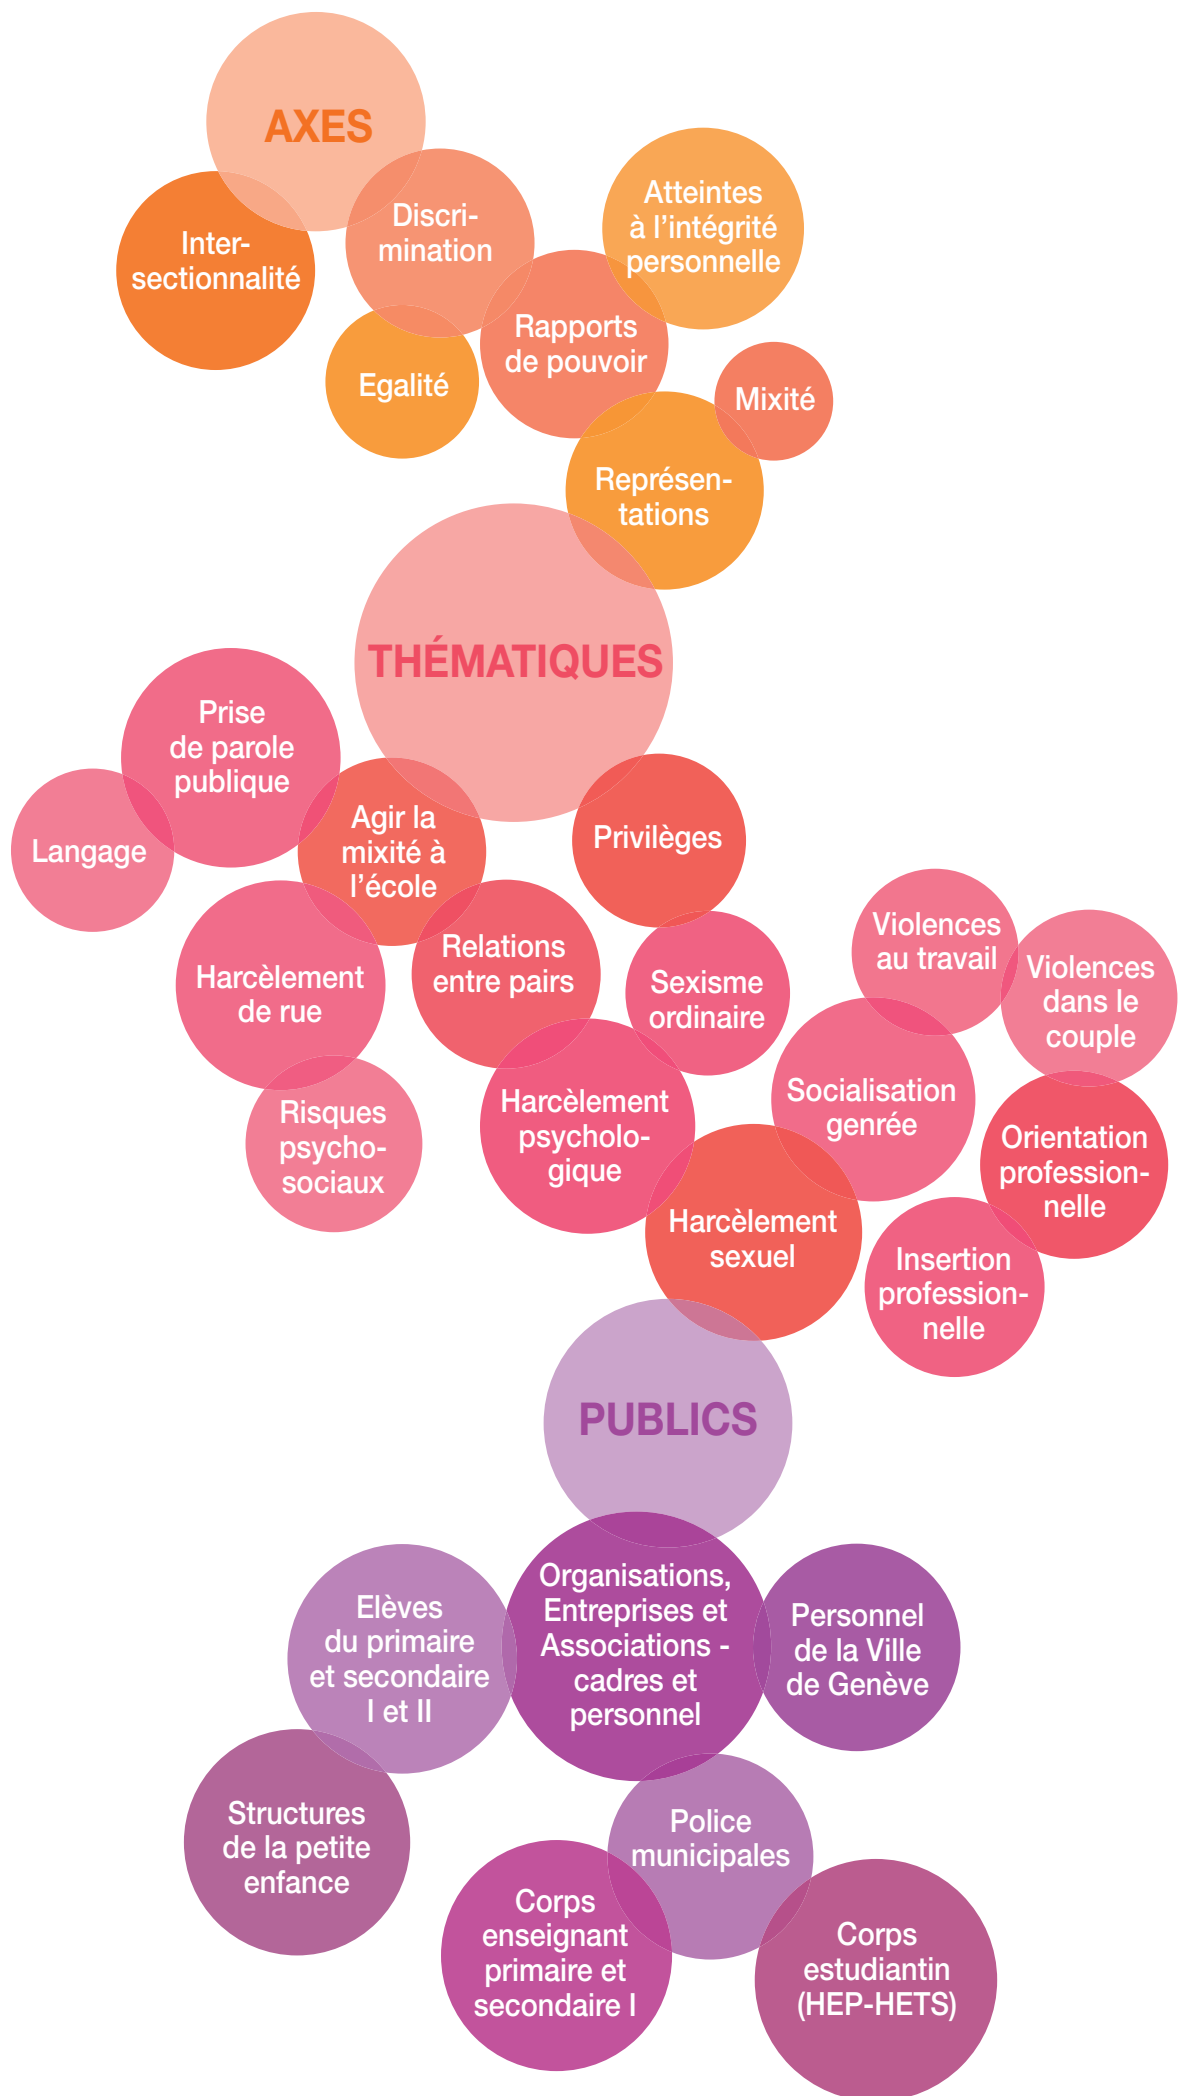 AXES
Inter-
sectionnalité
Discri-
mination
Atteintes
à l'intégrité
personnelle
Egalité
Rapports
de pouvoir
Mixité
Représen-
tations
THÉMATIQUES
Prise
de parole
publique
Langage
Agir la
mixité à
l'école
Privilèges
Harcèlement
de rue
Relations
entre pairs
Sexisme
ordinaire
Violences
au travail
Violences
dans le
couple
Risques
psycho-
sociaux
Harcèlement
psycholo-
gique
Socialisation
genrée
Orientation
profession-
nelle
Harcèlement
sexuel
Insertion
profession-
nelle
PUBLICS
Elèves
du primaire
et secondaire
I et II
Organisations,
Entreprises et
Associations -
cadres et
personnel
Personnel
de la Ville
de Genève
Structures
de la petite
enfance
Police
municipales
Corps
enseignant
primaire et
secondaire I
Corps
estudiantin
(HEP-HETS)